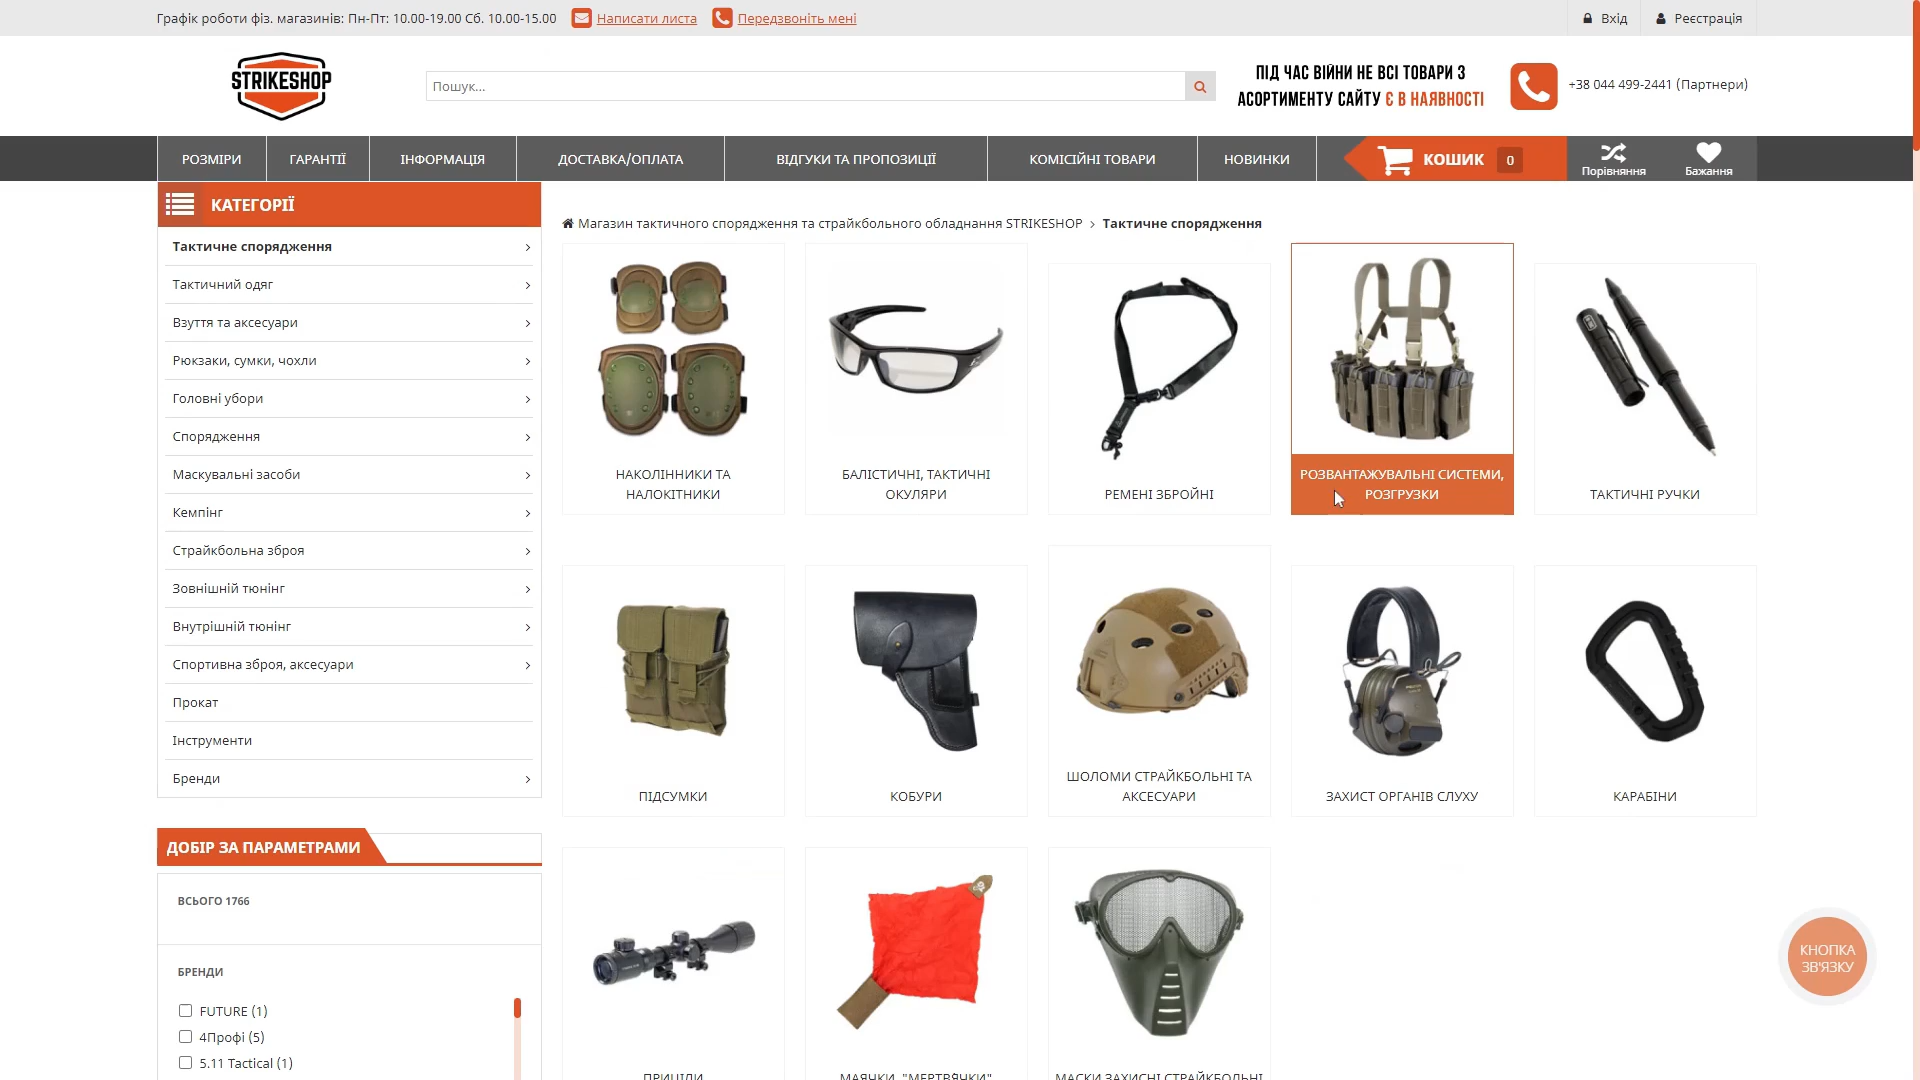 Графік роботи фіз. магазинів: Пн-Пт: 10.00-19.00 Сб. 10.00-15.00
Написати листа
Передзвоніть мені
Вхід
Реєстрація
STRIKESHOP
Пошук...
ПІД ЧАС ВІЙНИ НЕ ВСІ ТОВАРИ З
АСОРТИМЕНТУ САЙТУ Є В НАЯВНОСТІ
+38 044 499-2441 (Партнери)
РОЗМІРИ
ГАРАНТІЇ
ІНФОРМАЦІЯ
ДОСТАВКА/ОПЛАТА
ВІДГУКИ ТА ПРОПОЗИЦІЇ
КОМІСІЙНІ ТОВАРИ
НОВИНКИ
КОШИК 0
Порівняння
Бажання
КАТЕГОРІЇ
Тактичне спорядження
Тактичний одяг
Взуття та аксесуари
Рюкзаки, сумки, чохли
Головні убори
Спорядження
Маскувальні засоби
Кемпінг
Страйкбольна зброя
Зовнішній тюнінг
Внутрішній тюнінг
Спортивна зброя, аксесуари
Прокат
Інструменти
Бренди
ДОБІР ЗА ПАРАМЕТРАМИ
ВСЬОГО 1766
БРЕНДИ
FUTURE (1)
4Профі (5)
5.11 Tactical (1)
Магазин тактичного спорядження та страйкбольного обладнання STRIKESHOP > Тактичне спорядження
НАКОЛІННИКИ ТА
НАЛОКІТНИКИ
БАЛІСТИЧНІ, ТАКТИЧНІ
ОКУЛЯРИ
РЕМЕНІ ЗБРОЙНІ
РОЗВАНТАЖУВАЛЬНІ СИСТЕМИ,
РОЗГРУЗКИ
ТАКТИЧНІ РУЧКИ
ПІДСУМКИ
КОБУРИ
ШОЛОМИ СТРАЙКБОЛЬНІ ТА
АКСЕСУАРИ
ЗАХИСТ ОРГАНІВ СЛУХУ
КАРАБІНИ
ПРИЦІЛИ
МАЯЧКИ, "МЕРТВЯЧКИ"
МАСКИ ЗАХИСНІ СТРАЙКБОЛЬНІ
КНОПКА
ЗВ'ЯЗКУ